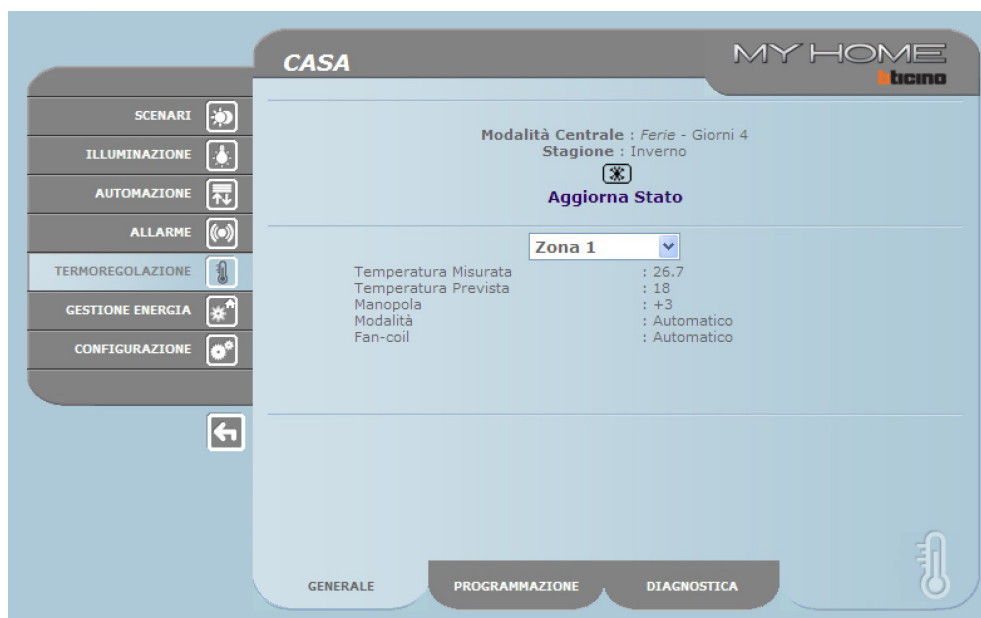 CASA
MY HOME
bticino
SCENARI
ILLUMINAZIONE
AUTOMAZIONE
ALLARME
TERMOREGOLAZIONE
GESTIONE ENERGIA
CONFIGURAZIONE
Modalità Centrale : Ferie - Giorni 4
Stagione : Inverno
Aggiorna Stato
Zona 1
Temperatura Misurata : 26.7
Temperatura Prevista : 18
Manopola : +3
Modalità : Automatico
Fan-coil : Automatico
GENERALE PROGRAMMAZIONE DIAGNOSTICA